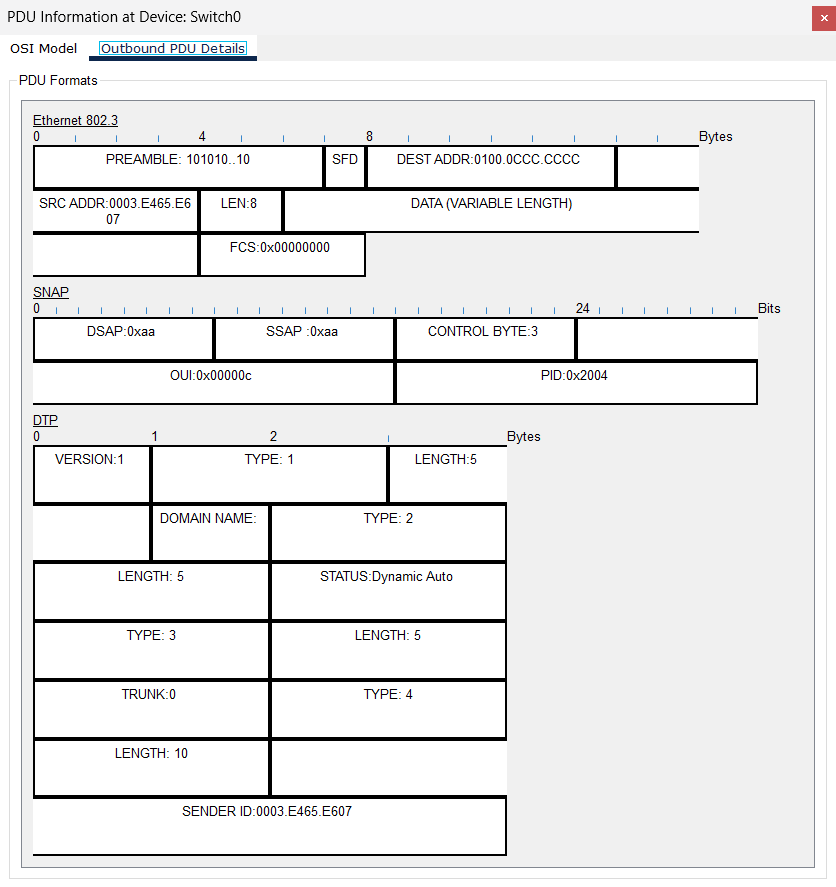 PDU Information at Device: Switch0
×
OSI Model Outbound PDU Details
PDU Formats
Ethernet 802.3
0 4 8 Bytes
PREAMBLE: 101010..10 SFD DEST ADDR:0100.0CCC.CCCC
SRC ADDR:0003.E465.E6 LEN:8 DATA (VARIABLE LENGTH)
07
FCS:0x00000000
SNAP
0 24 Bits
DSAP:0xaa SSAP :0xaa CONTROL BYTE:3
OUI:0x00000c PID:0x2004
DTP
0 1 2 Bytes
VERSION:1 TYPE: 1 LENGTH:5
DOMAIN NAME: TYPE: 2
LENGTH: 5 STATUS:Dynamic Auto
TYPE: 3 LENGTH: 5
TRUNK:0 TYPE: 4
LENGTH: 10
SENDER ID:0003.E465.E607